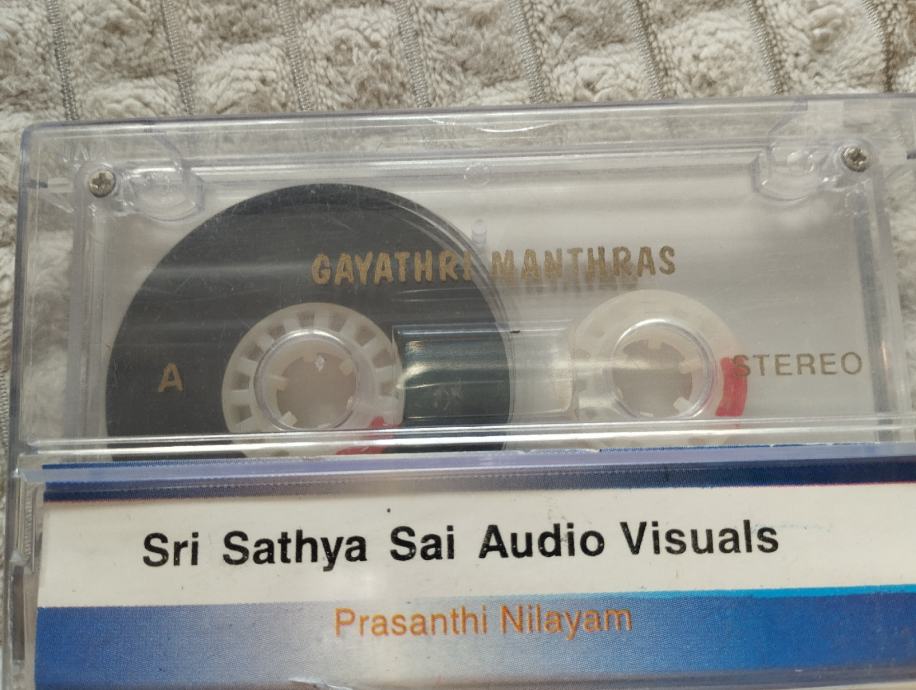 GAYATHRI MANTHRAS
A
STEREO
Sri Sathya Sai Audio Visuals
Prasanthi Nilayam